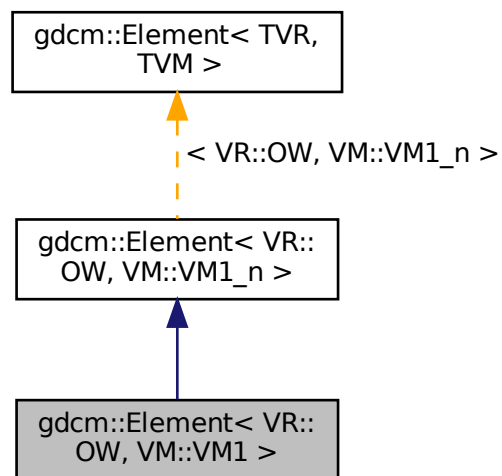 gdcm::Element< TVR,
TVM >
< VR::OW, VM::VM1_n >
gdcm::Element< VR::
OW, VM::VM1_n >
gdcm::Element< VR::
OW, VM::VM1 >